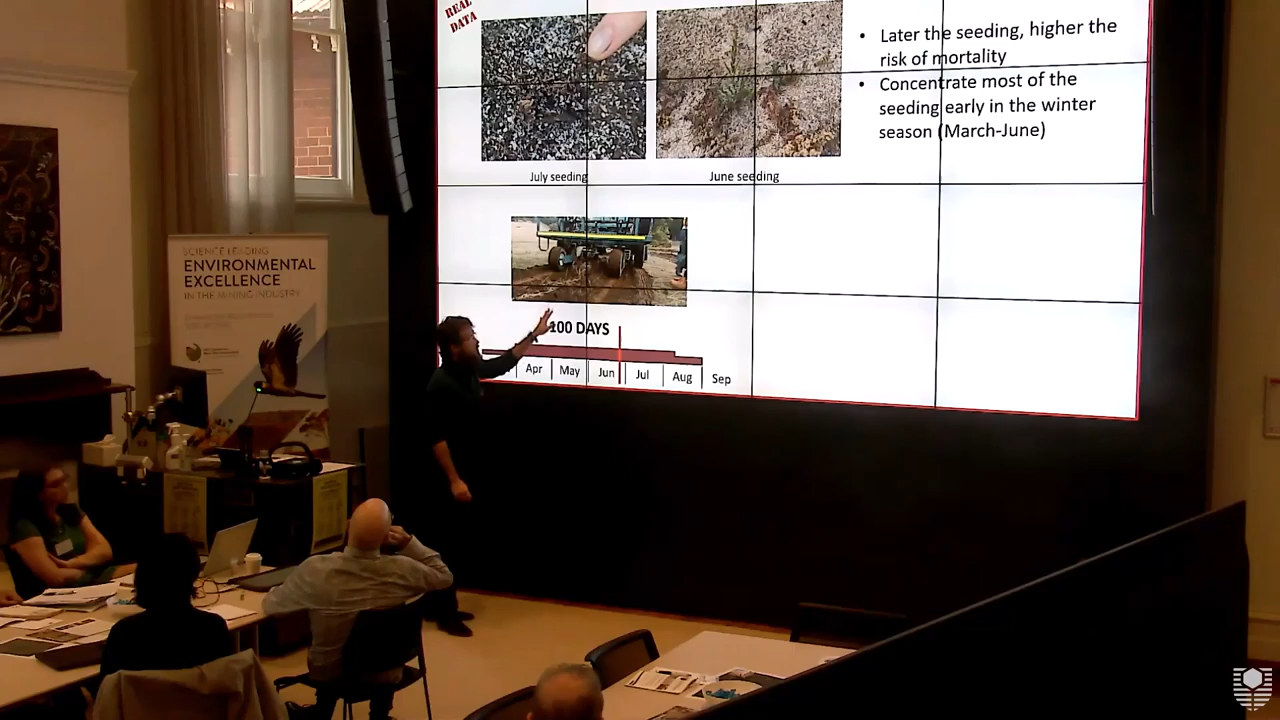 REAL
DATA
• Later the seeding, higher the
risk of mortality
• Concentrate most of the
seeding early in the winter
season (March-June)
July seeding
June seeding
100 DAYS
Apr May Jun Jul Aug Sep
SCIENCE LEADING
ENVIRONMENTAL
EXCELLENCE
IN THE MINING INDUSTRY